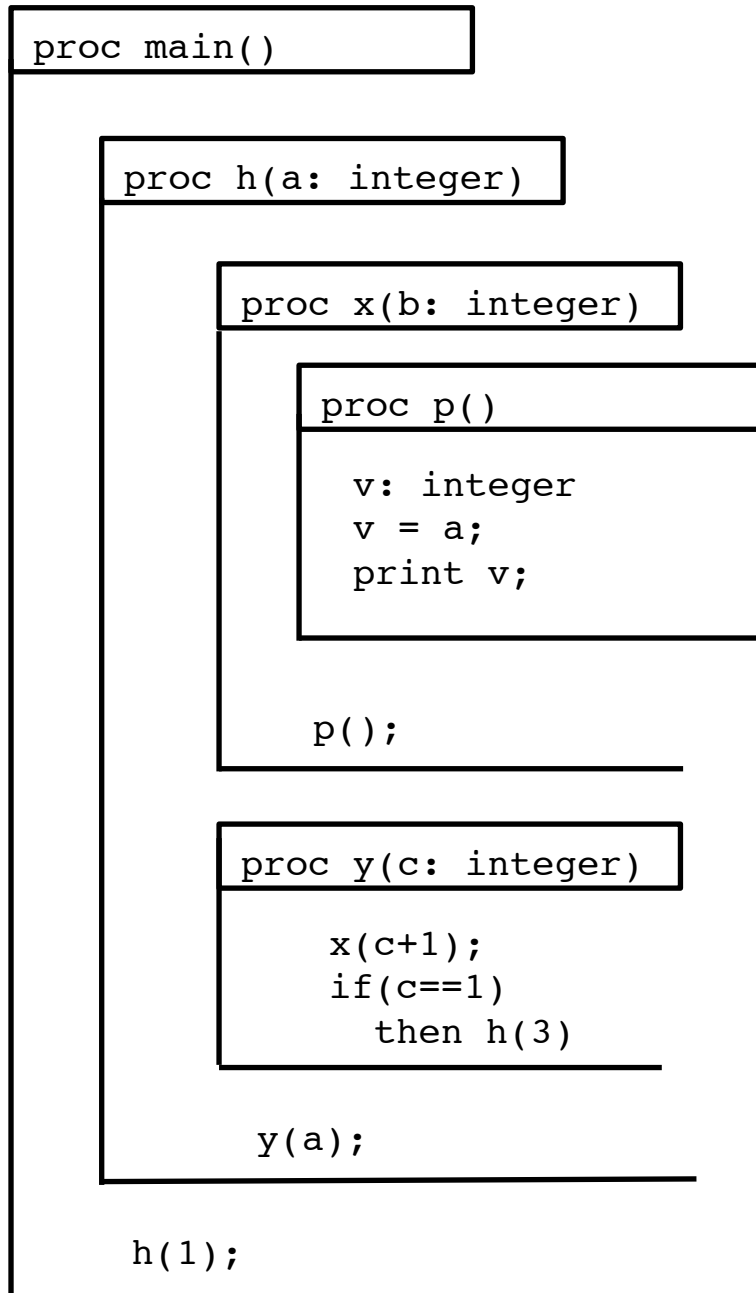 proc main()
proc h(a: integer)
proc x(b: integer)
proc p()
v: integer
v = a;
print v;
p();
proc y(c: integer)
x(c+1);
if(c==1)
then h(3)
y(a);
h(1);